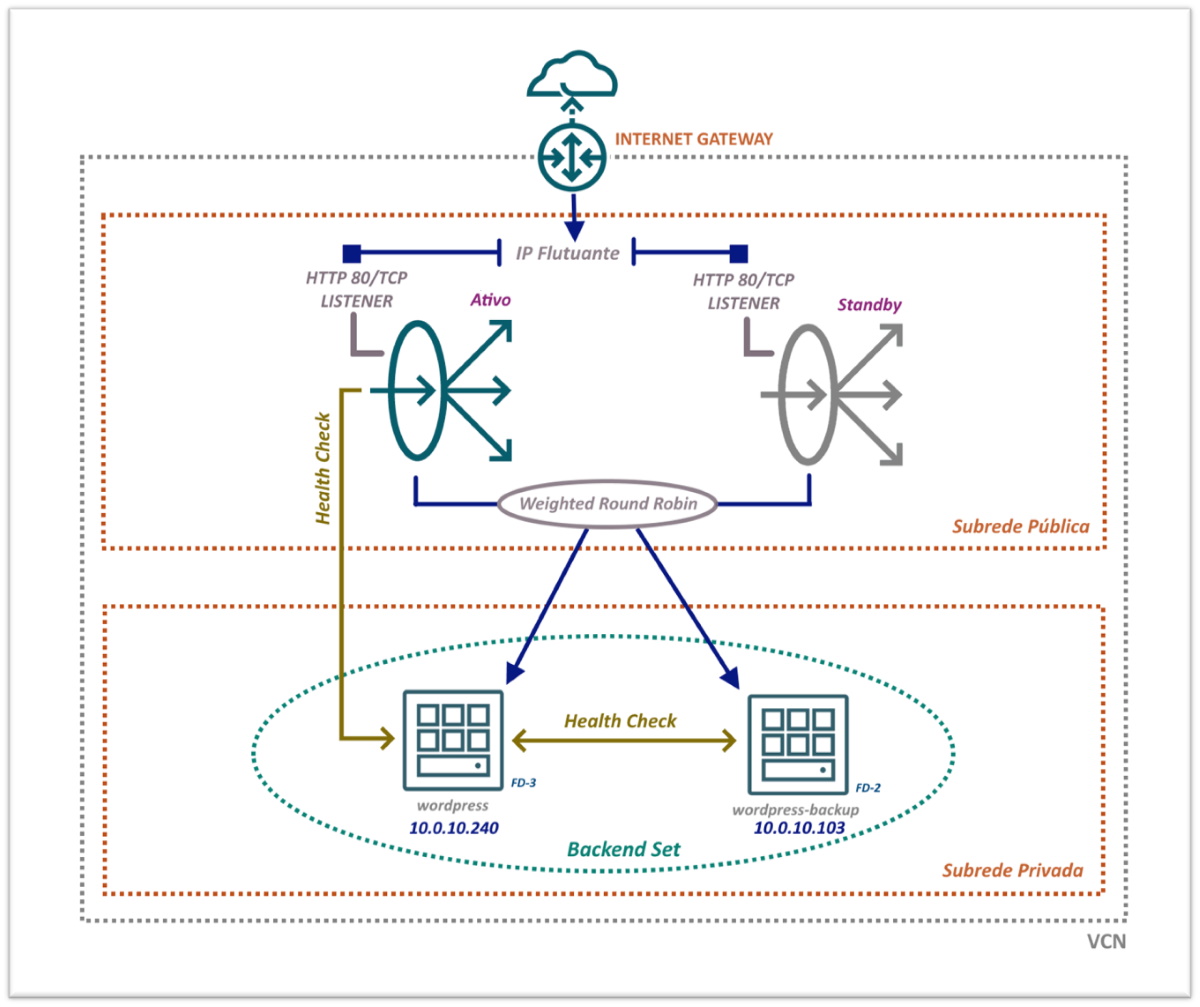 INTERNET GATEWAY
IP Flutuante
HTTP 80/TCP
LISTENER
Ativo
HTTP 80/TCP
LISTENER
Standby
Health Check
Weighted Round Robin
Subrede Pública
Health Check
FD-3
wordpress
10.0.10.240
FD-2
wordpress-backup
10.0.10.103
Backend Set
Subrede Privada
VCN